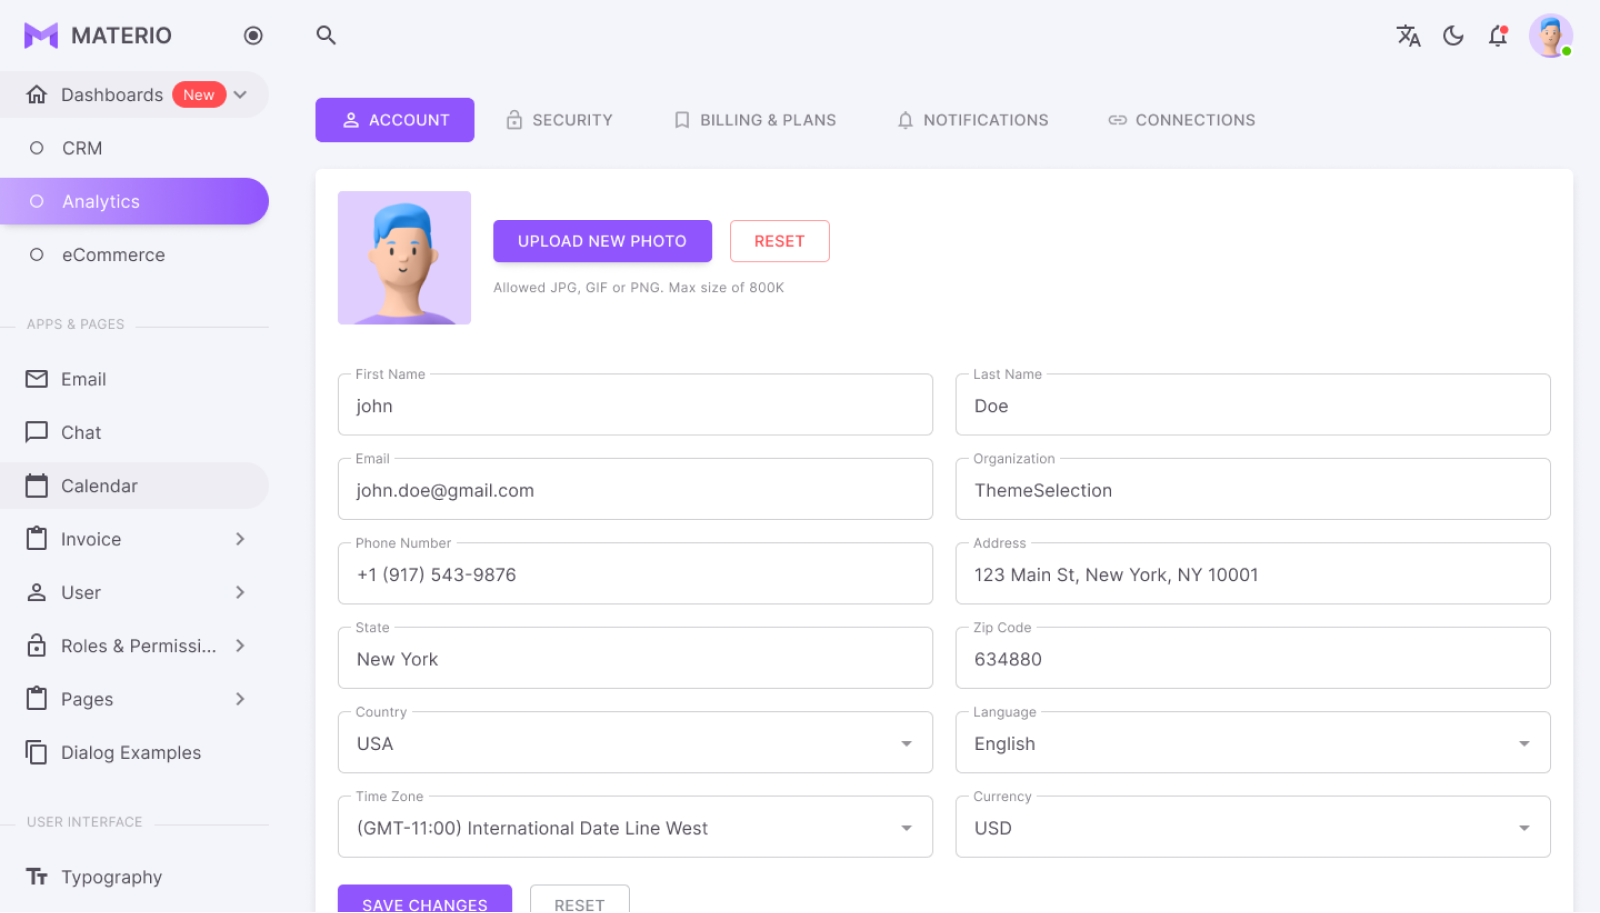 MATERIO
Dashboards New
CRM
Analytics
eCommerce
APPS & PAGES
Email
Chat
Calendar
Invoice
User
Roles & Permissi...
Pages
Dialog Examples
USER INTERFACE
Typography
ACCOUNT SECURITY BILLING & PLANS NOTIFICATIONS CONNECTIONS
UPLOAD NEW PHOTO RESET
Allowed JPG, GIF or PNG. Max size of 800K
First Name
john
Last Name
Doe
Email
john.doe@gmail.com
Organization
ThemeSelection
Phone Number
+1 (917) 543-9876
Address
123 Main St, New York, NY 10001
State
New York
Zip Code
634880
Country
USA
Language
English
Time Zone
(GMT-11:00) International Date Line West
Currency
USD
SAVE CHANGES RESET